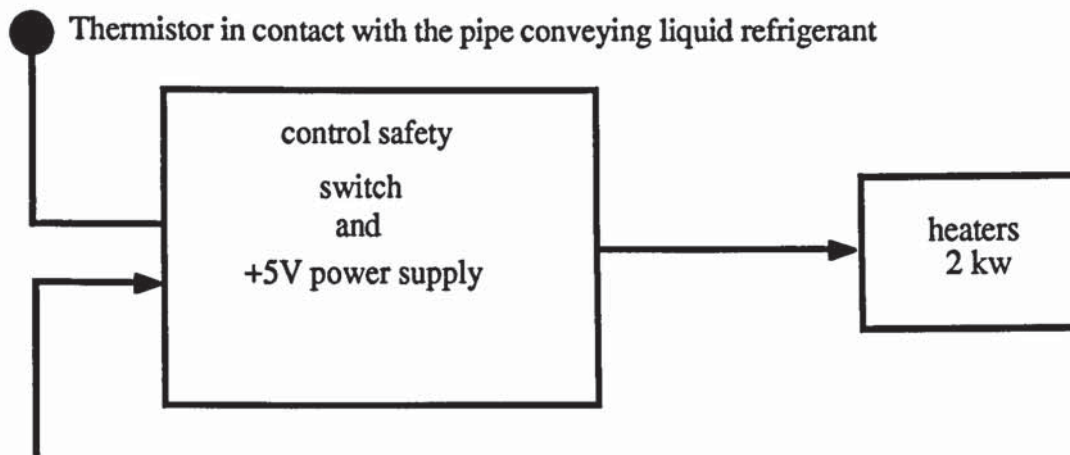 Thermistor in contact with the pipe conveying liquid refrigerant
control safety
switch
and
+5V power supply
heaters
2 kw